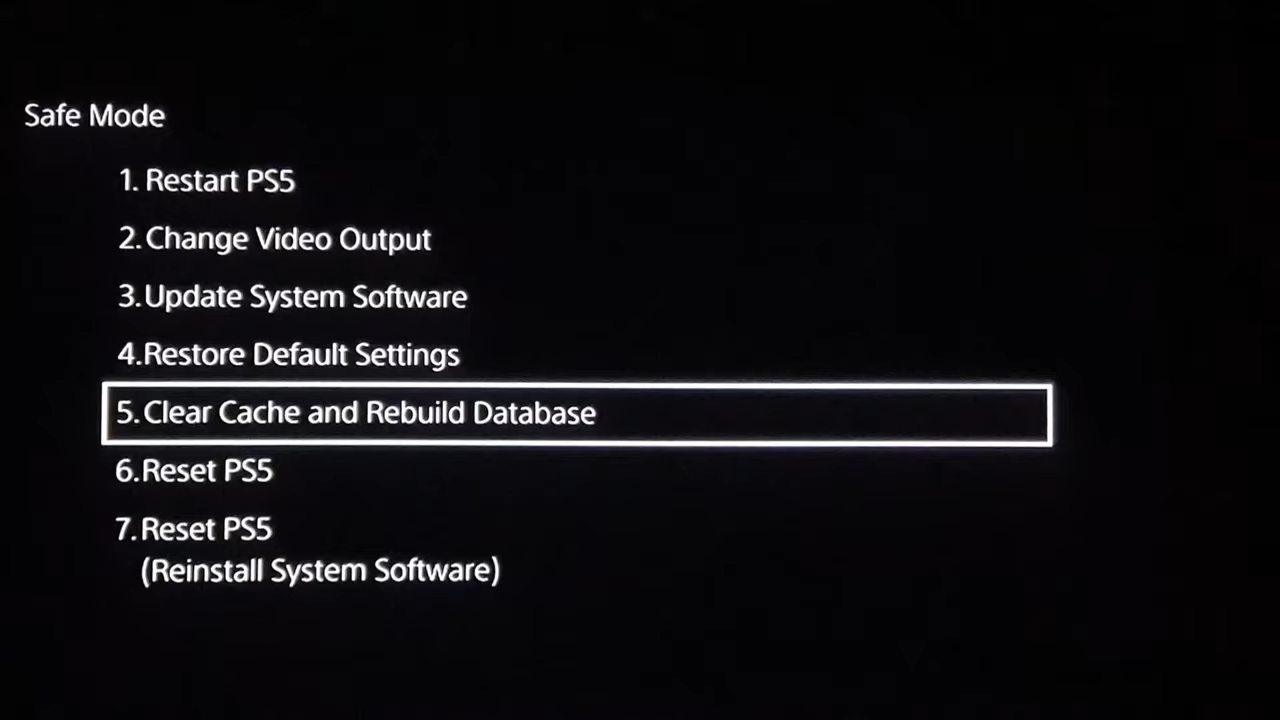 Safe Mode
1. Restart PS5
2. Change Video Output
3. Update System Software
4. Restore Default Settings
5. Clear Cache and Rebuild Database
6. Reset PS5
7. Reset PS5
(Reinstall System Software)